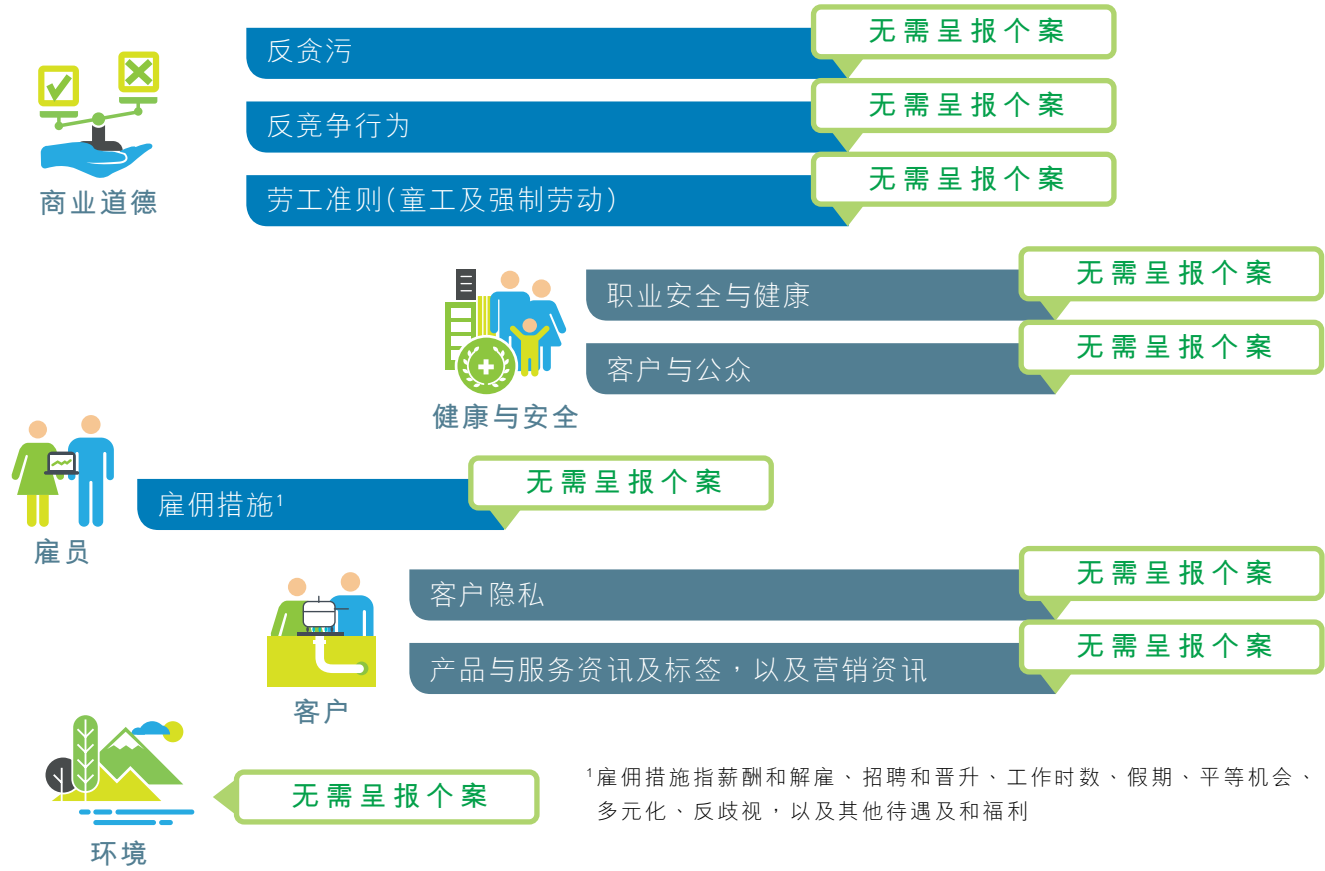 反贪污
无需呈报个案
反竞争行为
无需呈报个案
劳工准则(童工及强制劳动)
无需呈报个案
商业道德
职业安全与健康
无需呈报个案
客户与公众
无需呈报个案
健康与安全
雇佣措施¹
无需呈报个案
雇员
客户隐私
无需呈报个案
产品与服务资讯及标签，以及营销资讯
无需呈报个案
客户
无需呈报个案
环境
¹雇佣措施指薪酬和解雇、招聘和晋升、工作时数、假期、平等机会、
多元化、反歧视，以及其他待遇及和福利